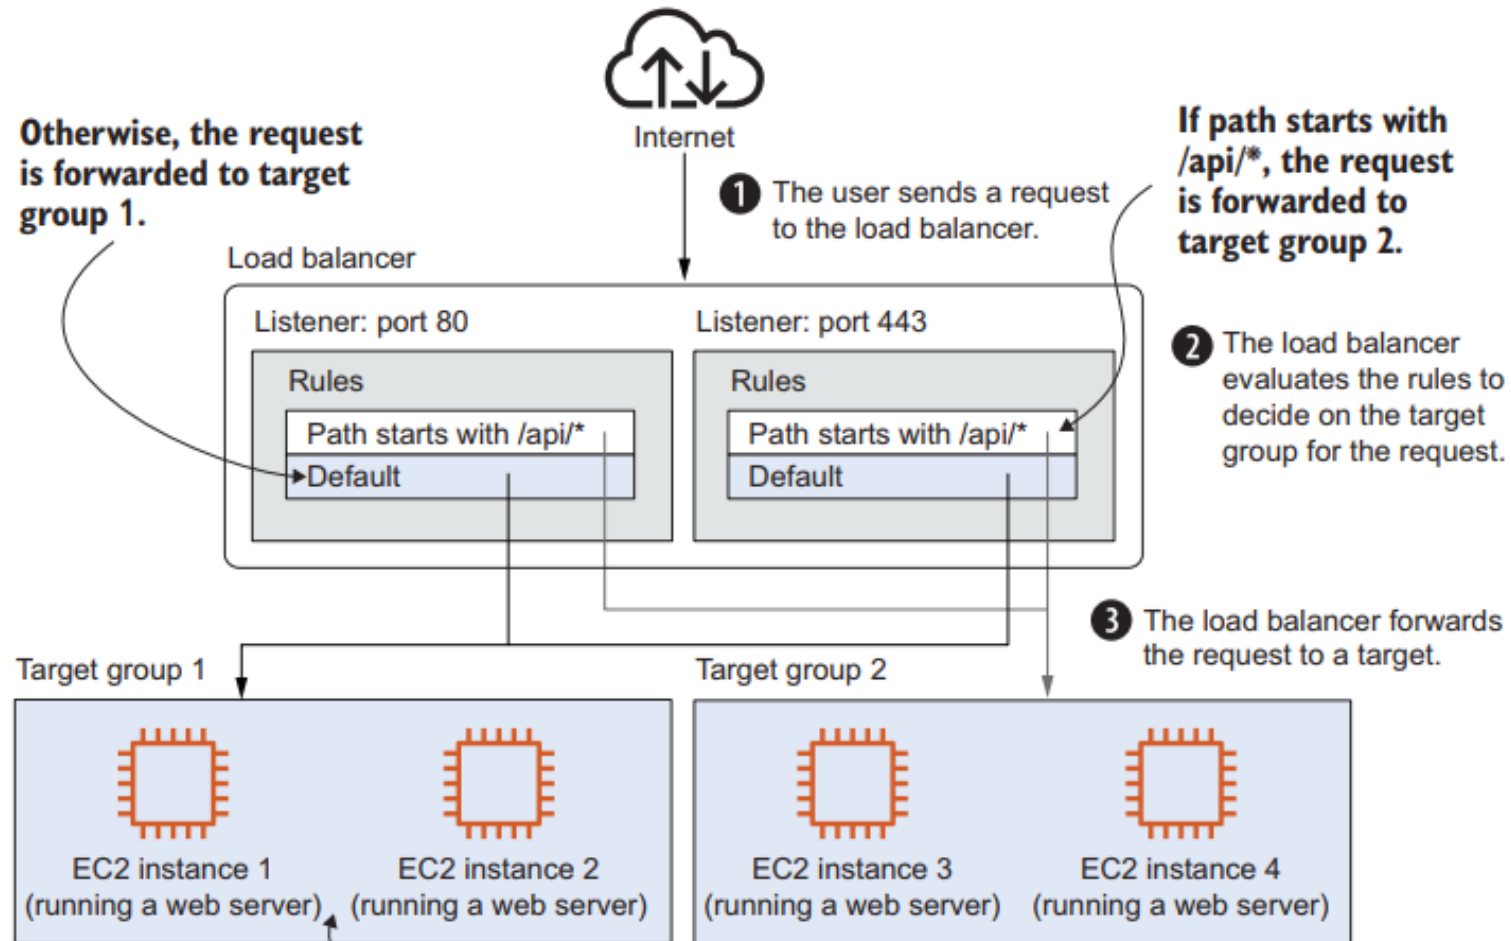 Internet
Otherwise, the request
is forwarded to target
group 1.
If path starts with
/api/*, the request
is forwarded to
target group 2.
1 The user sends a request
to the load balancer.
Load balancer
Listener: port 80
Rules
Path starts with /api/*
Default
Listener: port 443
Rules
Path starts with /api/*
Default
2 The load balancer
evaluates the rules to
decide on the target
group for the request.
3 The load balancer forwards
the request to a target.
Target group 1
EC2 instance 1
(running a web server)
EC2 instance 2
(running a web server)
Target group 2
EC2 instance 3
(running a web server)
EC2 instance 4
(running a web server)